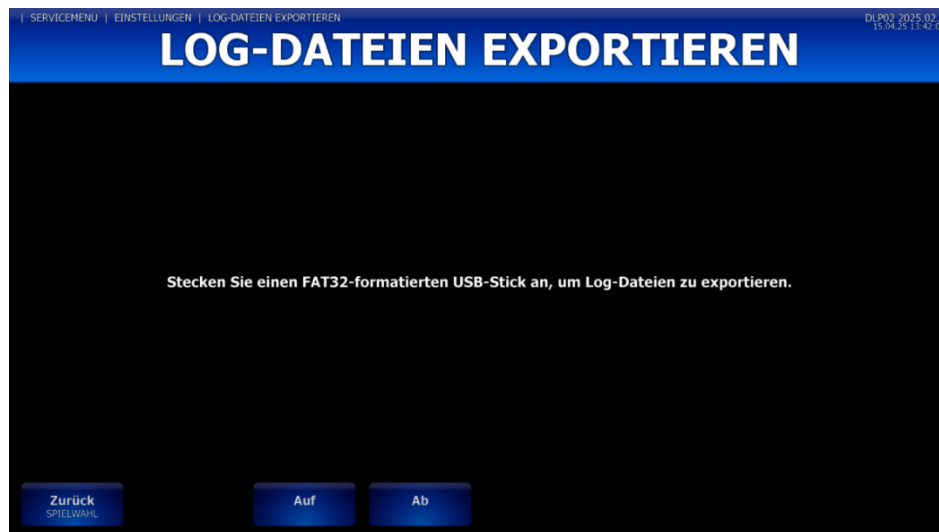 | SERVICEMENU | EINSTELLUNGEN | LOG-DATEIEN EXPORTIEREN
DLP02 2025.02.
15.04.25 13:42:0
LOG-DATEIEN EXPORTIEREN
Stecken Sie einen FAT32-formatierten USB-Stick an, um Log-Dateien zu exportieren.
Zurück
SPIELWAHL
Auf
Ab